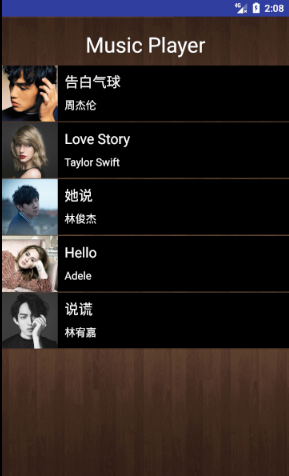 4G 2:08
Music Player
告白气球
周杰伦
Love Story
Taylor Swift
她说
林俊杰
Hello
Adele
说谎
林宥嘉